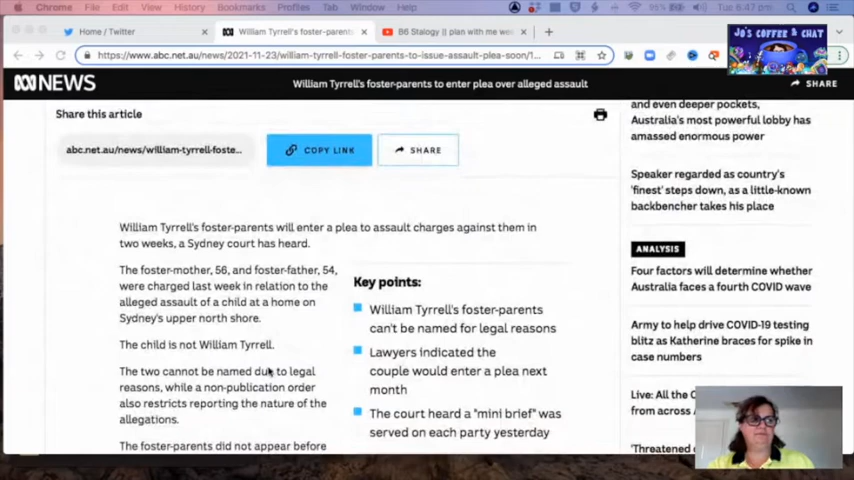 Chrome File Edit View History Bookmarks Profiles Tab Window Help
Tue 6.47 pm
Home / Twitter
William Tyrrell's foster-parents
B6 Stalogy || plan with me we
https://www.abc.net.au/news/2021-11-23/william-tyrrell-foster-parents-to-issue-assault-plea-soon/1...
JO'S COFFEE & CHAT
NEWS
William Tyrrell's foster-parents to enter plea over alleged assault
SHARE
Share this article
abc.net.au/news/william-tyrrell-foste...
COPY LINK
SHARE
William Tyrrell's foster-parents will enter a plea to assault charges against them in
two weeks, a Sydney court has heard.
The foster-mother, 56, and foster-father, 54,
were charged last week in relation to the
alleged assault of a child at a home on
Sydney's upper north shore.
The child is not William Tyrrell.
The two cannot be named due to legal
reasons, while a non-publication order
also restricts reporting the nature of the
allegations.
The foster-parents did not appear before
Key points:
William Tyrrell's foster-parents
can't be named for legal reasons
Lawyers indicated the
couple would enter a plea next
month
The court heard a "mini brief" was
served on each party yesterday
and even deeper pockets,
Australia's most powerful lobby has
amassed enormous power
Speaker regarded as country's
'finest' steps down, as a little-known
backbencher takes his place
ANALYSIS
Four factors will determine whether
Australia faces a fourth COVID wave
Army to help drive COVID-19 testing
blitz as Katherine braces for spike in
case numbers
Live: All the C
from across A
'Threatened